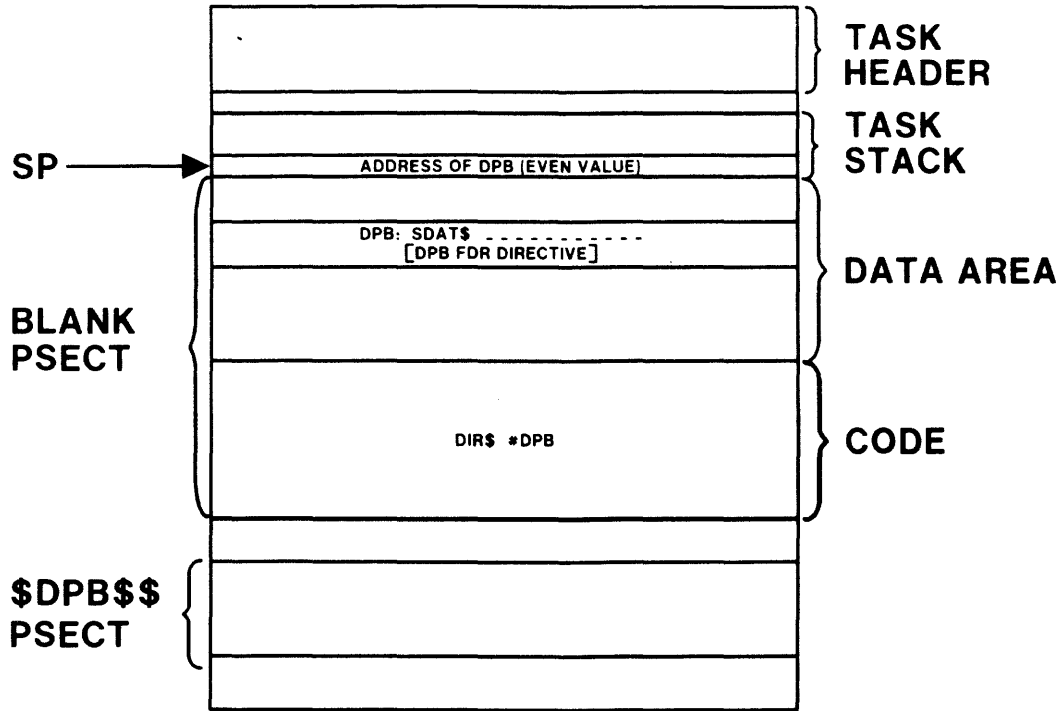 TASK
HEADER
TASK
STACK
SP
ADDRESS OF DPB (EVEN VALUE)
DPB: SDAT$ _ _ _ _ _ _ _ _ _ _ _ _
[DPB FDR DIRECTIVE]
DATA AREA
BLANK
PSECT
DIR$ #DPB
CODE
$DPB$$
PSECT